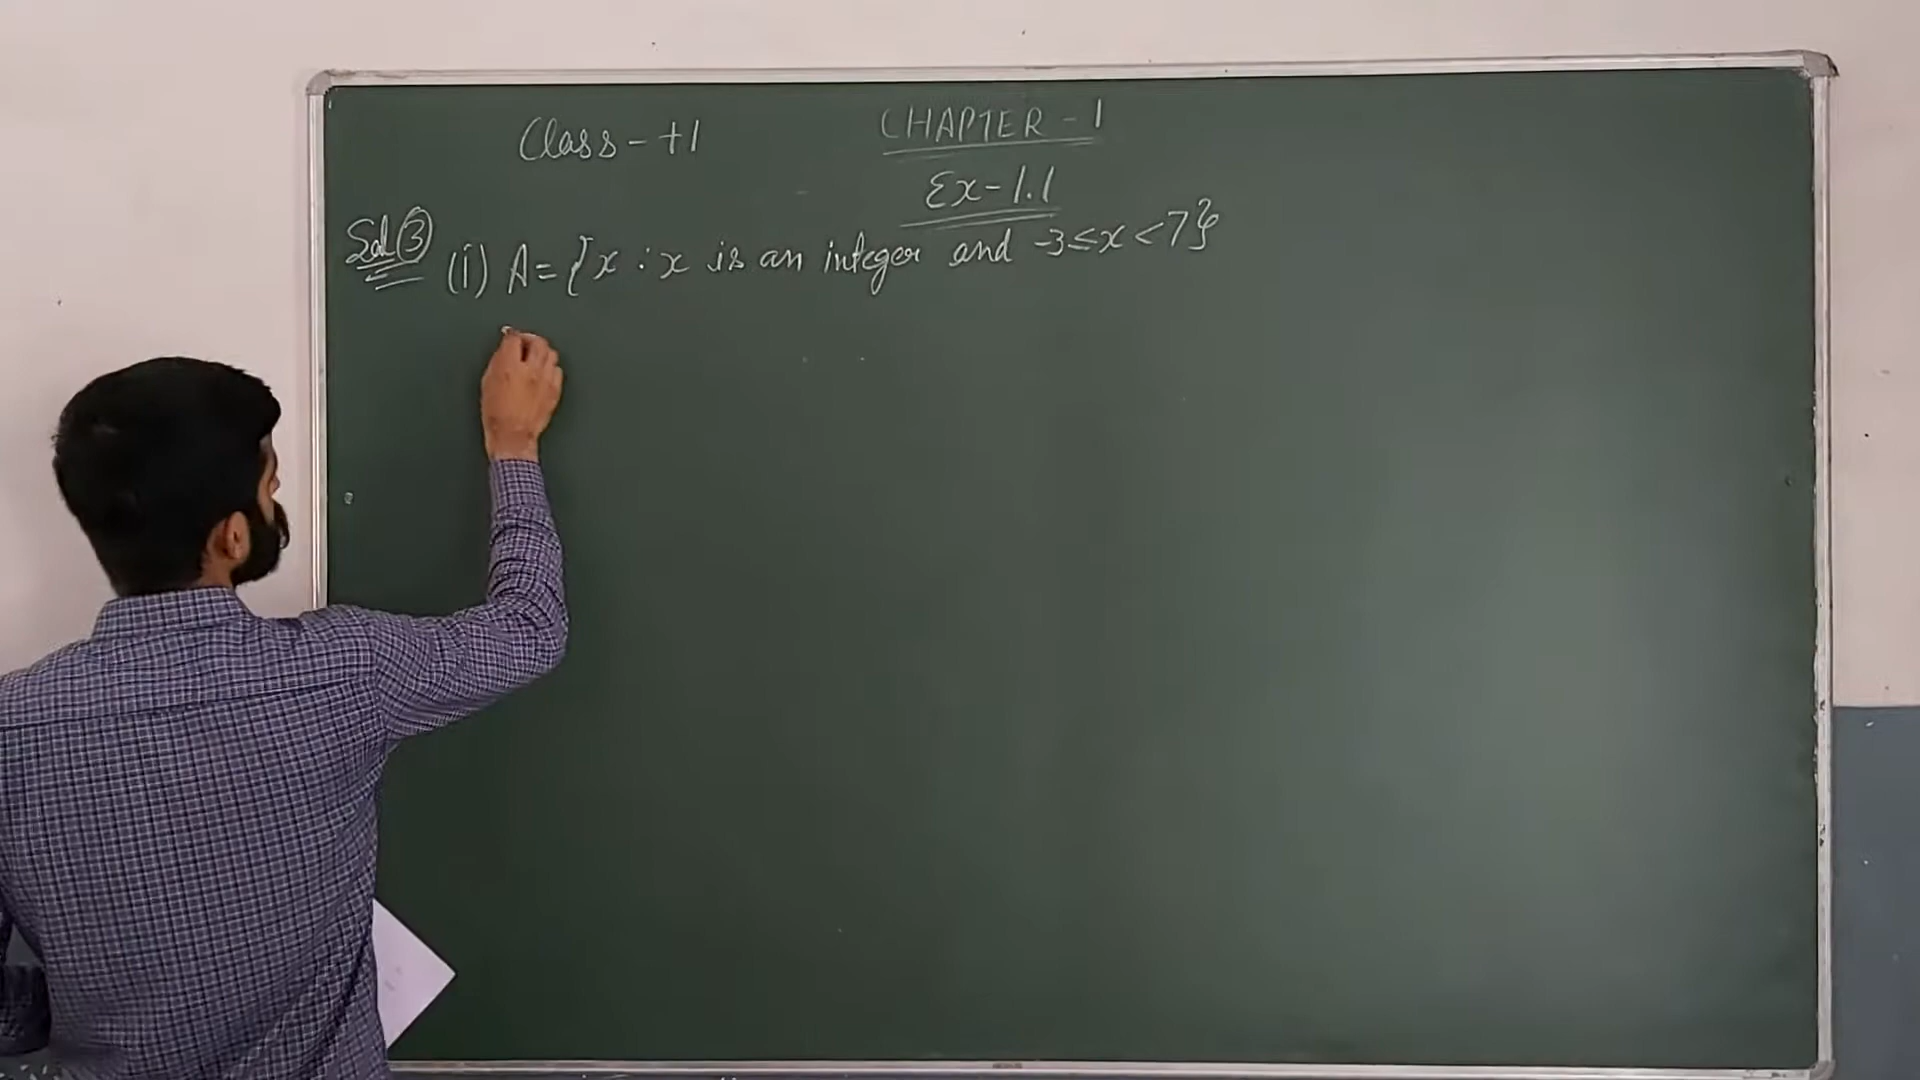 Class - +1
CHAPTER - 1
Ex - 1.1
Sol (3)
(i) A = {x : x is an integer and -3 ≤ x < 7}